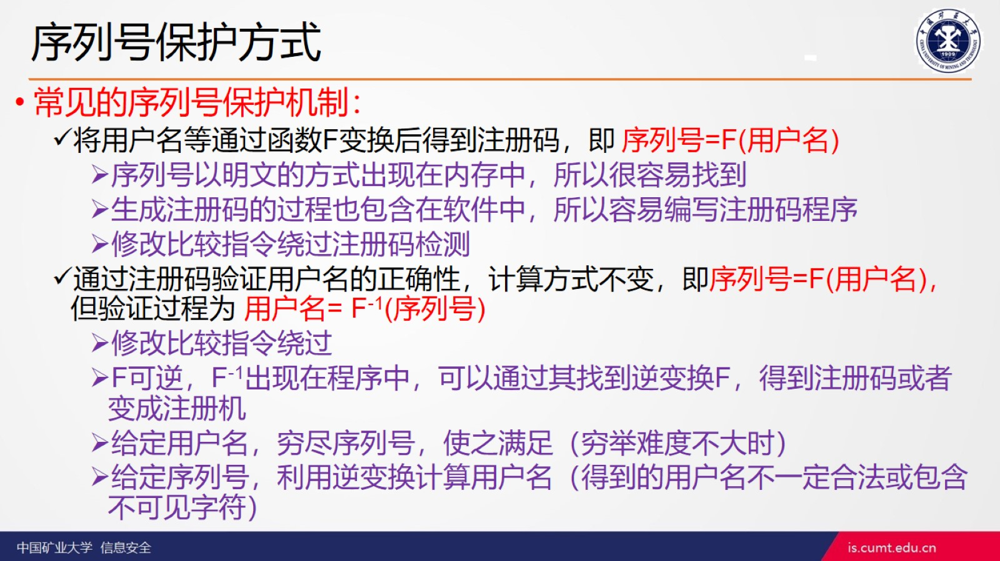 序列号保护方式
中国矿业大学
CHINA UNIVERSITY OF MINING AND TECHNOLOGY
1909
• 常见的序列号保护机制：
✓将用户名等通过函数F变换后得到注册码，即 序列号=F(用户名)
➢序列号以明文的方式出现在内存中，所以很容易找到
➢生成注册码的过程也包含在软件中，所以容易编写注册码程序
➢修改比较指令绕过注册码检测
✓通过注册码验证用户名的正确性，计算方式不变，即序列号=F(用户名)，
但验证过程为 用户名= F⁻¹(序列号)
➢修改比较指令绕过
➢F可逆，F⁻¹出现在程序中，可以通过其找到逆变换F，得到注册码或者
变成注册机
➢给定用户名，穷尽序列号，使之满足（穷举难度不大时）
➢给定序列号，利用逆变换计算用户名（得到的用户名不一定合法或包含
不可见字符）
中国矿业大学 信息安全
is.cumt.edu.cn